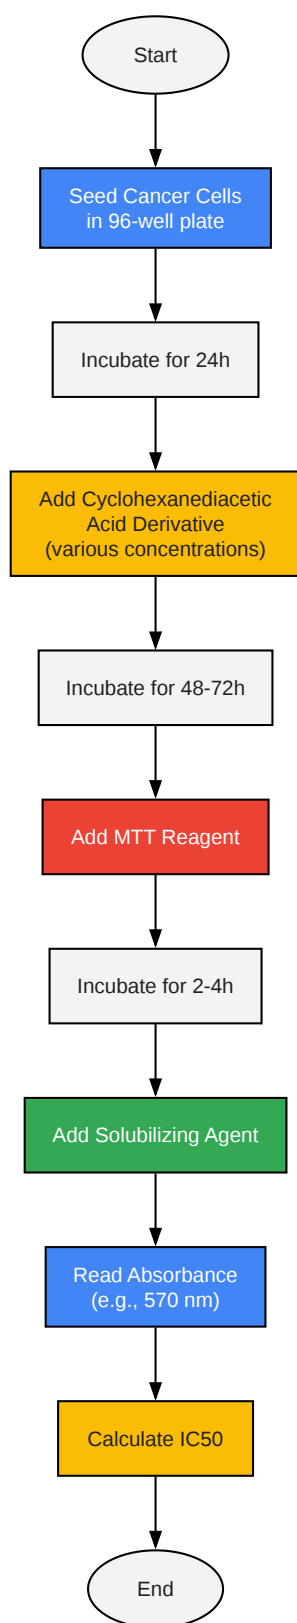 Start
Seed Cancer Cells
in 96-well plate
Incubate for 24h
Add Cyclohexanediacetic
Acid Derivative
(various concentrations)
Incubate for 48-72h
Add MTT Reagent
Incubate for 2-4h
Add Solubilizing Agent
Read Absorbance
(e.g., 570 nm)
Calculate IC50
End